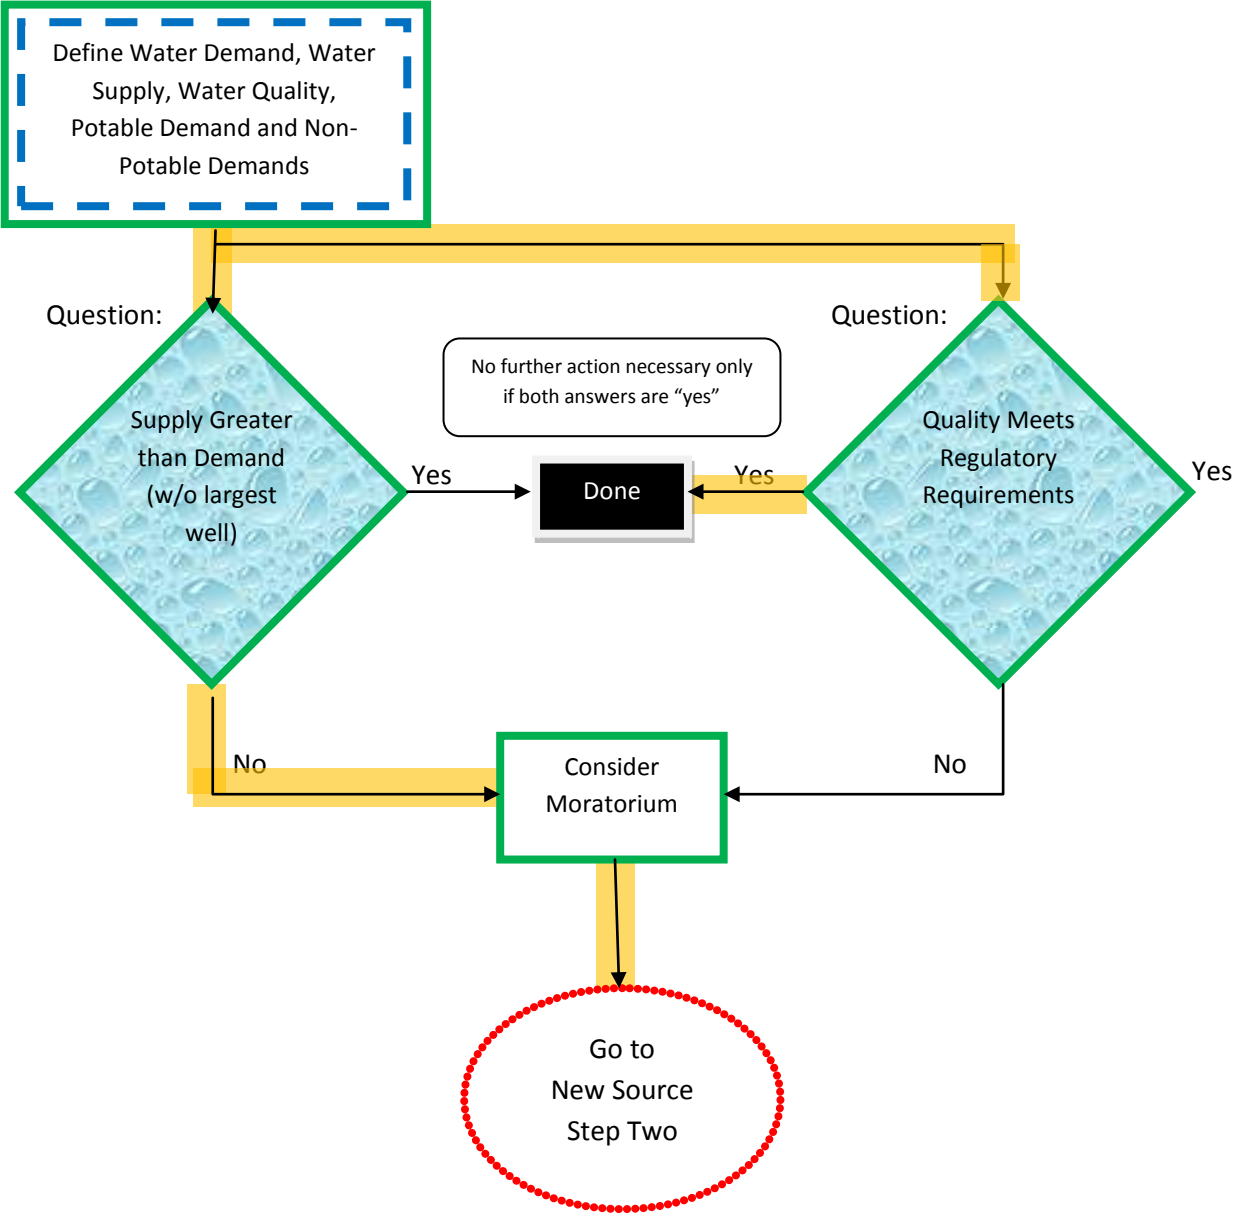 Define Water Demand, Water
Supply, Water Quality,
Potable Demand and Non-
Potable Demands
Question:
Question:
No further action necessary only
if both answers are “yes”
Supply Greater
than Demand
(w/o largest
well)
Yes
Done
Yes
Quality Meets
Regulatory
Requirements
Yes
No
Consider
Moratorium
No
Go to
New Source
Step Two